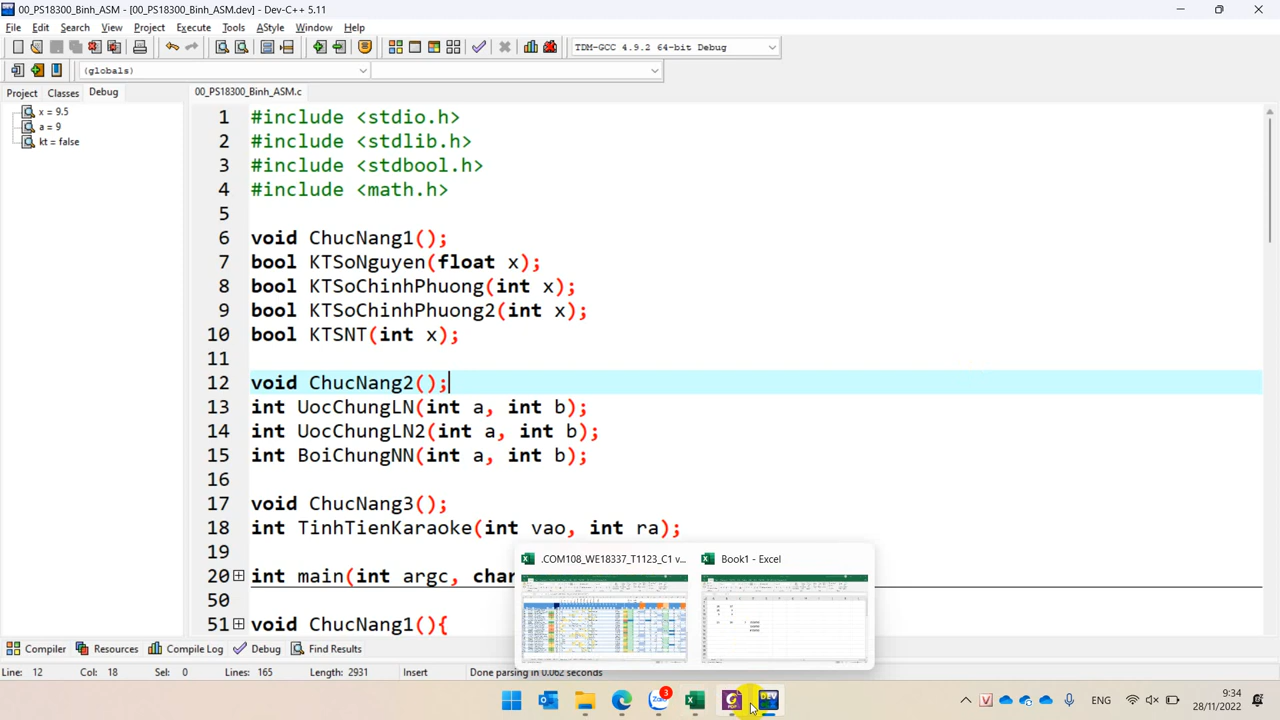 00_PS18300_Binh_ASM - [00_PS18300_Binh_ASM.dev] - Dev-C++ 5.11
File Edit Search View Project Execute Tools AStyle Window Help
TDM-GCC 4.9.2 64-bit Debug
(globals)
Project Classes Debug
00_PS18300_Binh_ASM.c
x = 9.5
a = 9
kt = false
1 #include <stdio.h>
2 #include <stdlib.h>
3 #include <stdbool.h>
4 #include <math.h>
5
6 void ChucNang1();
7 bool KTSoNguyen(float x);
8 bool KTSoChinhPhuong(int x);
9 bool KTSoChinhPhuong2(int x);
10 bool KTSNT(int x);
11
12 void ChucNang2();
13 int UocChungLN(int a, int b);
14 int UocChungLN2(int a, int b);
15 int BoiChungNN(int a, int b);
16
17 void ChucNang3();
18 int TinhTienKaraoke(int vao, int ra);
19
20 int main(int argc, char
50
51 void ChucNang1(){
.COM108_WE18337_T1123_C1 v...
Book1 - Excel
Compiler Resources Compile Log Debug Find Results
Line: 12 Col: 18 Sel: 0 Lines: 165 Length: 2931 Insert Done parsing in 0.062 seconds
3
PDF
DEV
ENG
9:34
28/11/2022